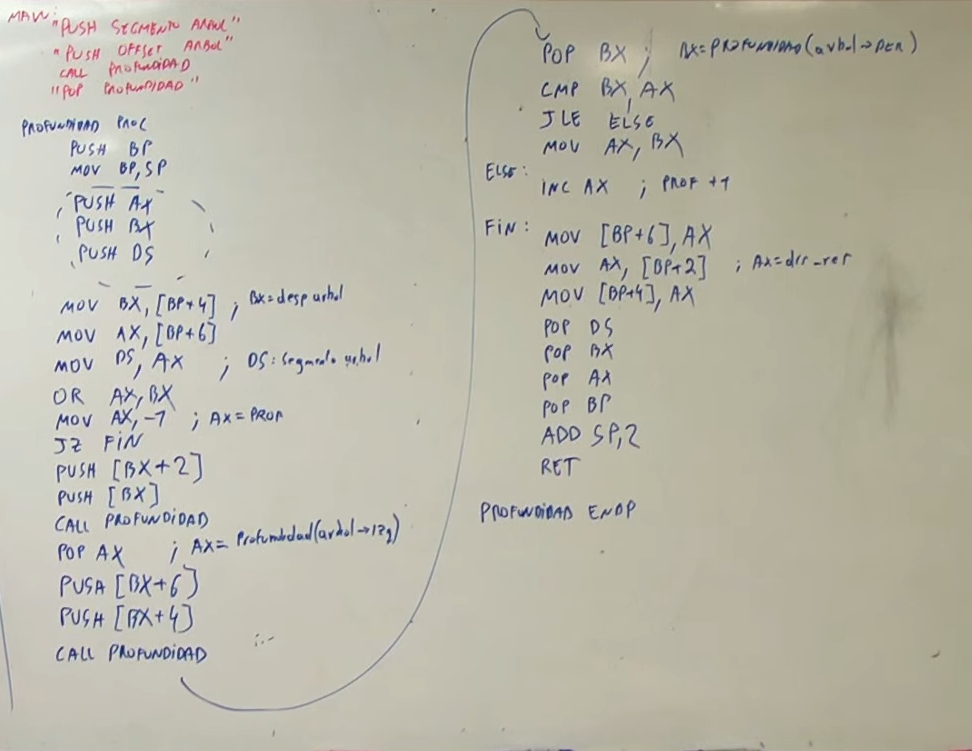 MAIN:
"PUSH SEGMENTO ARBOL"
"PUSH OFFSET ARBOL"
CALL PROFUNDIDAD
"POP PROFUNDIDAD"
PROFUNDIDAD PROC
PUSH BP
MOV BP, SP
PUSH AX
PUSH BX
PUSH DS
MOV BX, [BP+4] ; BX=desp arbol
MOV AX, [BP+6]
MOV DS, AX ; DS: segmento arbol
OR AX, BX
MOV AX, -1 ; AX=PROF
JZ FIN
PUSH [BX+2]
PUSH [BX]
CALL PROFUNDIDAD
POP AX ; AX= Profundidad(arbol→izq)
PUSH [BX+6]
PUSH [BX+4]
CALL PROFUNDIDAD
POP BX ; BX=PROFUNDIDAD(arbol→DER)
CMP BX, AX
JLE ELSE
MOV AX, BX
ELSE:
INC AX ; PROF +1
FIN: MOV [BP+6], AX
MOV AX, [BP+2] ; AX=dir_ret
MOV [BP+4], AX
POP DS
POP BX
POP AX
POP BP
ADD SP, 2
RET
PROFUNDIDAD ENDP